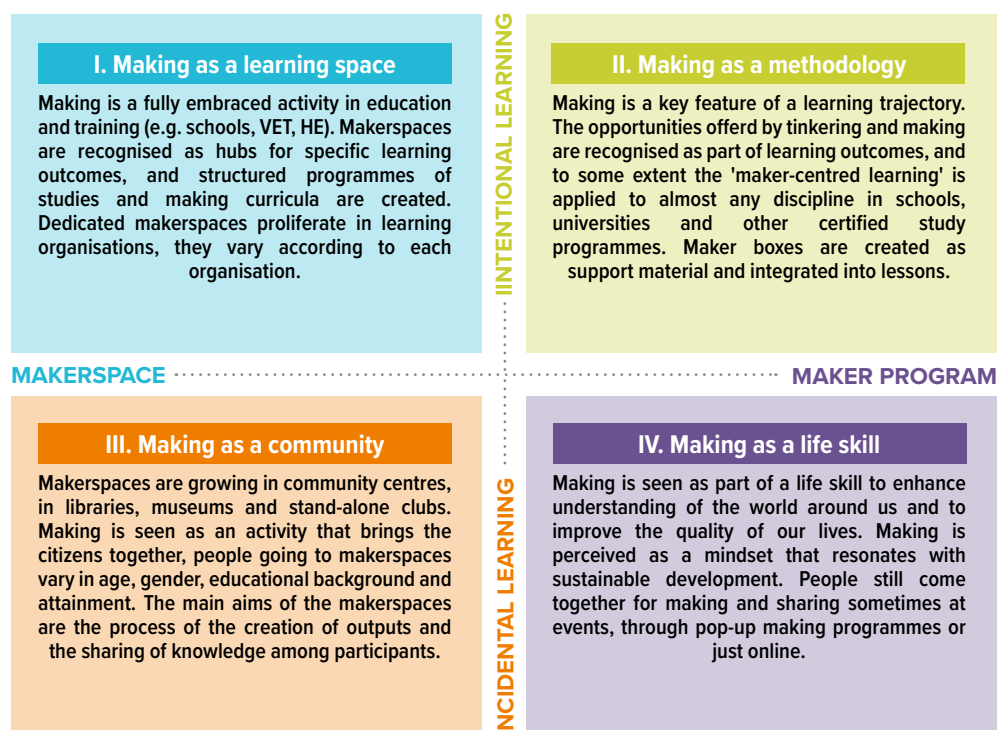 I. Making as a learning space
Making is a fully embraced activity in education
and training (e.g. schools, VET, HE). Makerspaces
are recognised as hubs for specific learning
outcomes, and structured programmes of
studies and making curricula are created.
Dedicated makerspaces proliferate in learning
organisations, they vary according to each
organisation.
IINTENTIONAL LEARNING
II. Making as a methodology
Making is a key feature of a learning trajectory.
The opportunities offerd by tinkering and making
are recognised as part of learning outcomes, and
to some extent the 'maker-centred learning' is
applied to almost any discipline in schools,
universities and other certified study
programmes. Maker boxes are created as
support material and integrated into lessons.
MAKERSPACE
MAKER PROGRAM
III. Making as a community
Makerspaces are growing in community centres,
in libraries, museums and stand-alone clubs.
Making is seen as an activity that brings the
citizens together, people going to makerspaces
vary in age, gender, educational background and
attainment. The main aims of the makerspaces
are the process of the creation of outputs and
the sharing of knowledge among participants.
NCIDENTAL LEARNING
IV. Making as a life skill
Making is seen as part of a life skill to enhance
understanding of the world around us and to
improve the quality of our lives. Making is
perceived as a mindset that resonates with
sustainable development. People still come
together for making and sharing sometimes at
events, through pop-up making programmes or
just online.